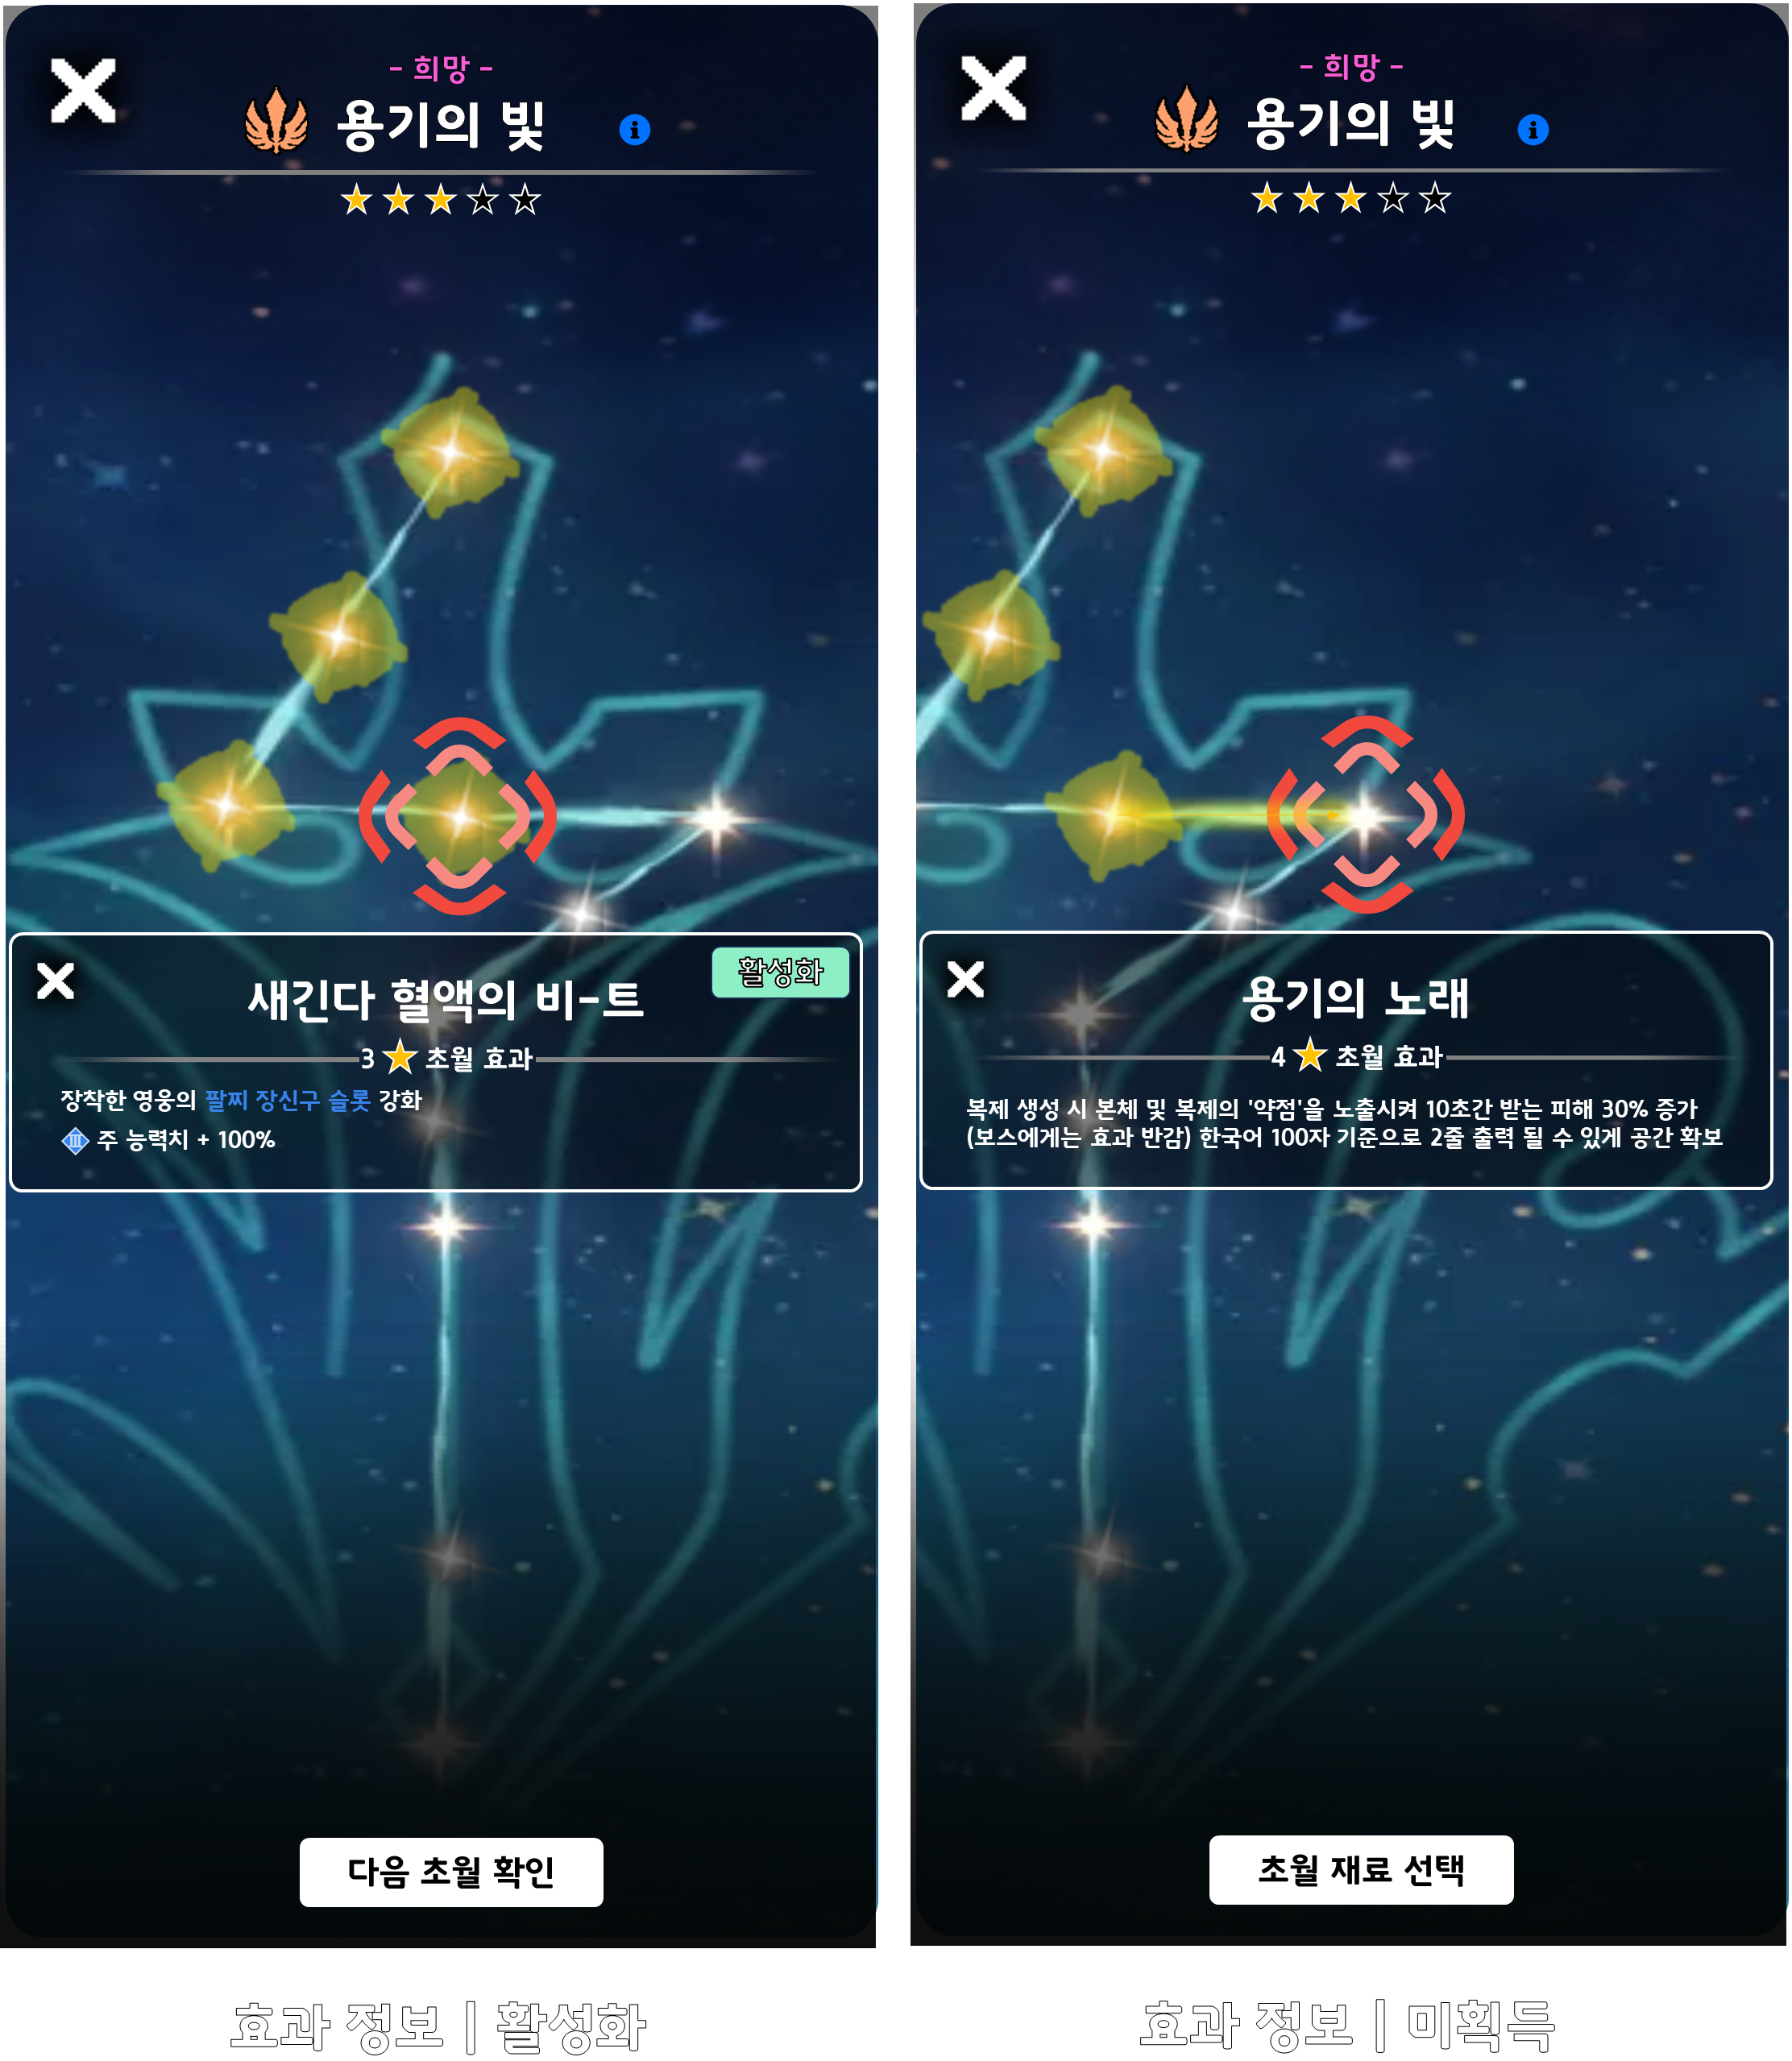 - 희망 -
용기의 빛
새긴다 혈액의 비-트
활성화
3 초월 효과
장착한 영웅의 팔찌 장신구 슬롯 강화
III 주 능력치 + 100%
다음 초월 확인
효과 정보 | 활성화
- 희망 -
용기의 빛
용기의 노래
4 초월 효과
복제 생성 시 본체 및 복제의 '약점'을 노출시켜 10초간 받는 피해 30% 증가
(보스에게는 효과 반감) 한국어 100자 기준으로 2줄 출력 될 수 있게 공간 확보
초월 재료 선택
효과 정보 | 미획득